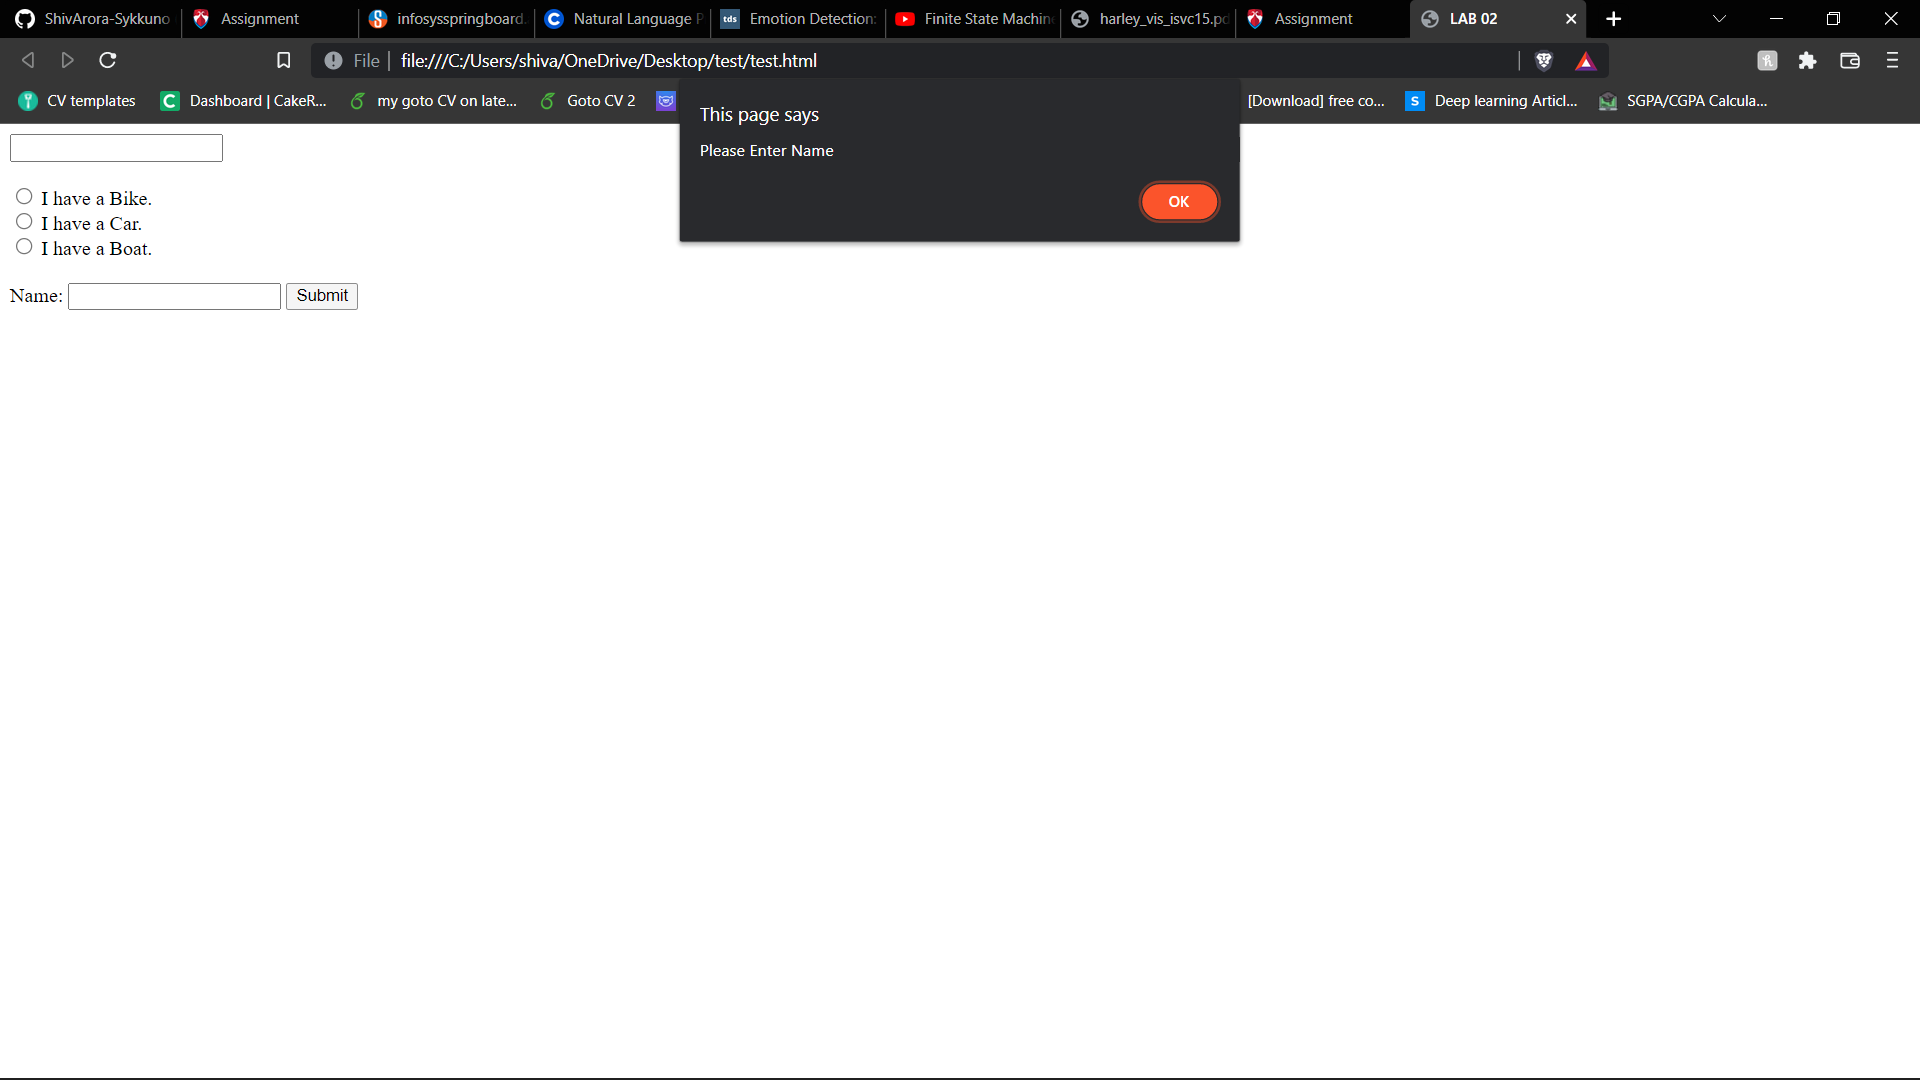 ShivArora-Sykkuno
Assignment
infosysspringboard.
Natural Language P
tds
Emotion Detection:
Finite State Machin
harley_vis_isvc15.pd
Assignment
LAB 02
File
file:///C:/Users/shiva/OneDrive/Desktop/test/test.html
CV templates
C Dashboard | CakeR...
my goto CV on late...
Goto CV 2
[Download] free co...
S Deep learning Articl...
SGPA/CGPA Calcula...
This page says
Please Enter Name
OK
I have a Bike.
I have a Car.
I have a Boat.
Name:
Submit